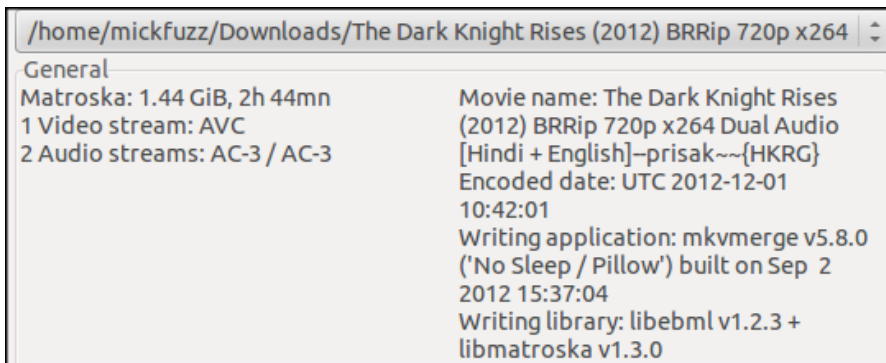 /home/mickfuzz/Downloads/The Dark Knight Rises (2012) BRRip 720p x264
General
Matroska: 1.44 GiB, 2h 44mn
1 Video stream: AVC
2 Audio streams: AC-3 / AC-3
Movie name: The Dark Knight Rises
(2012) BRRip 720p x264 Dual Audio
[Hindi + English]--prisak~~{HKRG}
Encoded date: UTC 2012-12-01
10:42:01
Writing application: mkvmerge v5.8.0
('No Sleep / Pillow') built on Sep  2
2012 15:37:04
Writing library: libebml v1.2.3 +
libmatroska v1.3.0